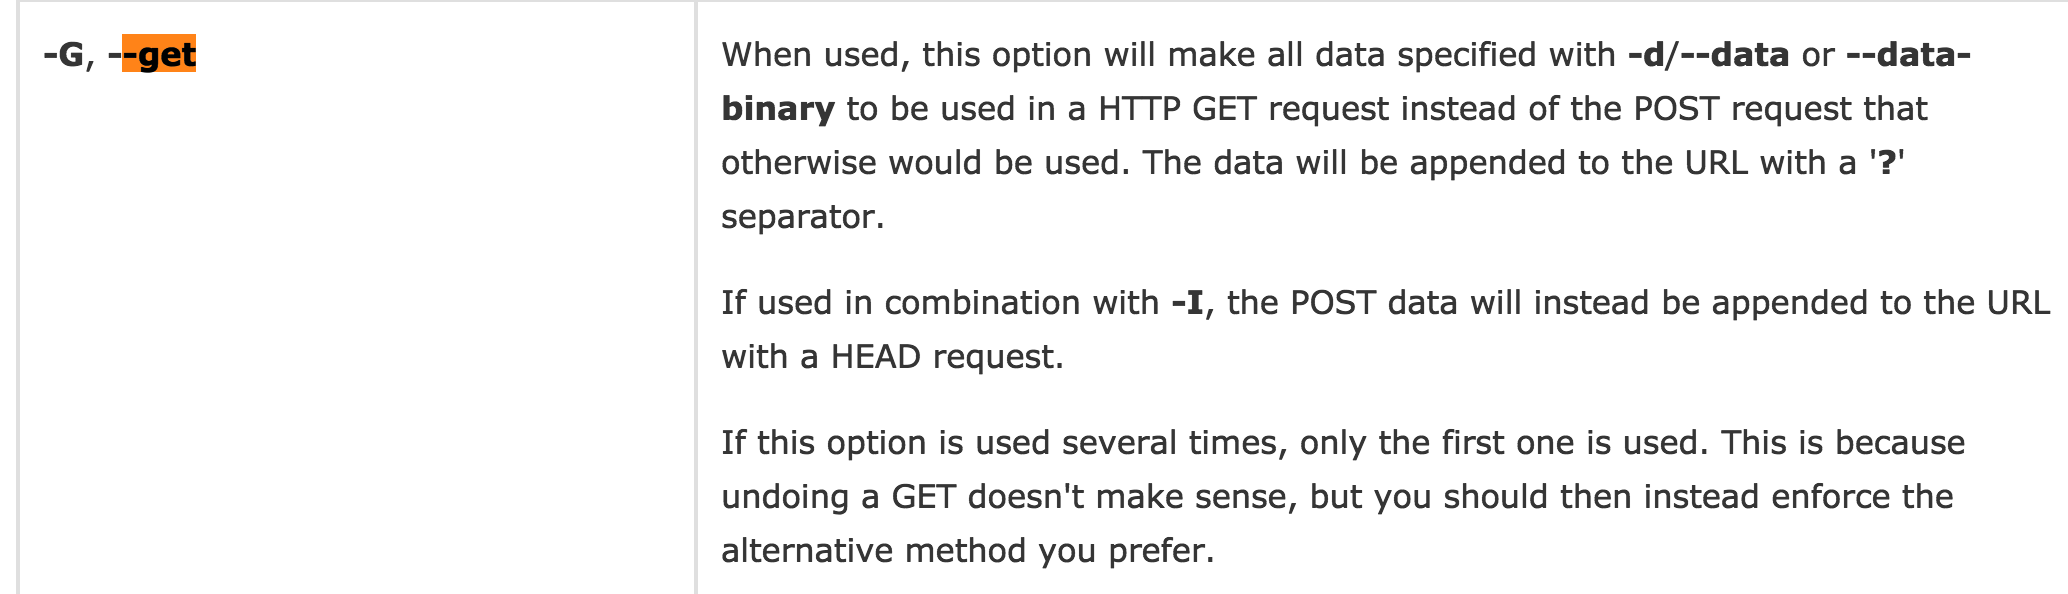 -G, --get
When used, this option will make all data specified with -d/--data or --data-
binary to be used in a HTTP GET request instead of the POST request that
otherwise would be used. The data will be appended to the URL with a '?'
separator.
If used in combination with -I, the POST data will instead be appended to the URL
with a HEAD request.
If this option is used several times, only the first one is used. This is because
undoing a GET doesn't make sense, but you should then instead enforce the
alternative method you prefer.